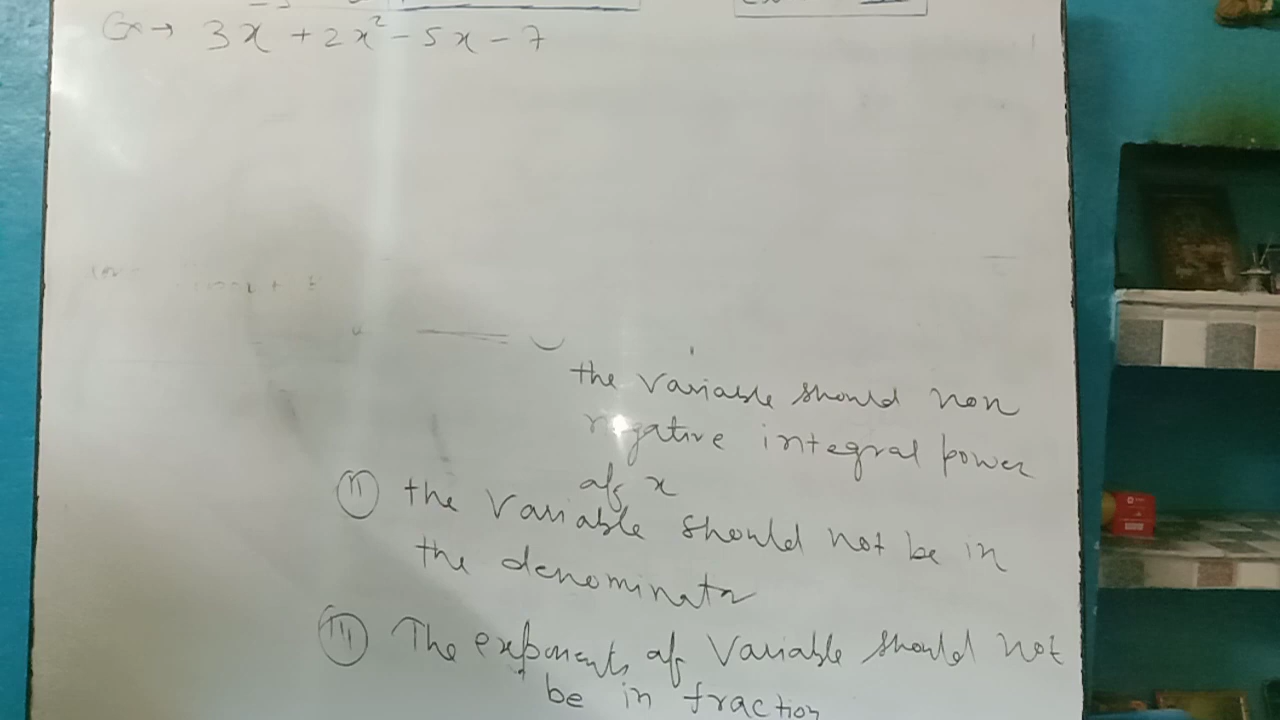 Ex → 3x + 2x² - 5x - 7
the variable should non
negative integral power
of x
(II) the variable should not be in
the denominator
(III) The exponents of variable should not
be in fraction